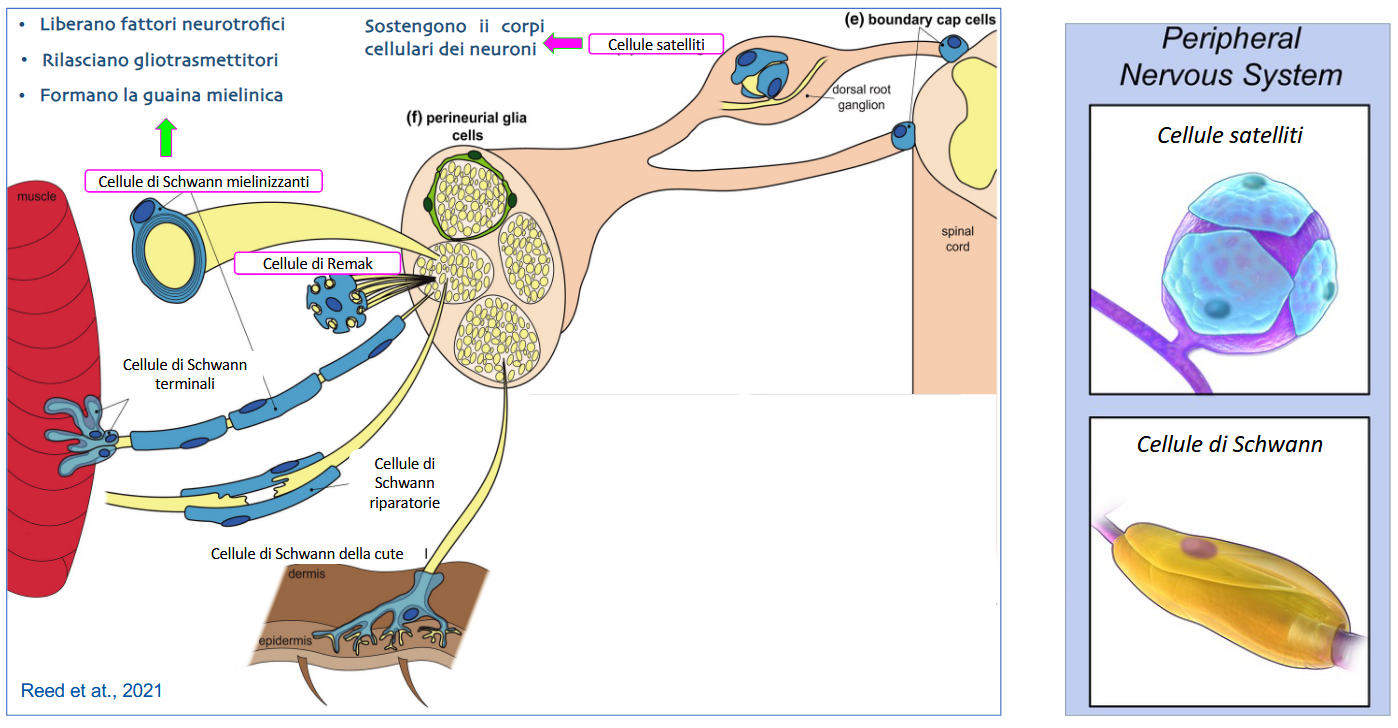 • Liberano fattori neurotrofici
• Rilasciano gliotrasmettitori
• Formano la guaina mielinica
Sostengono ii corpi
cellulari dei neuroni
Cellule satelliti
(e) boundary cap cells
dorsal root
ganglion
(f) perineurial glia
cells
Cellule di Schwann mielinizzanti
muscle
Cellule di Remak
spinal
cord
Cellule di Schwann
terminali
Cellule di
Schwann
riparatorie
Cellule di Schwann della cute
dermis
epidermis
Reed et at., 2021
Peripheral
Nervous System
Cellule satelliti
Cellule di Schwann